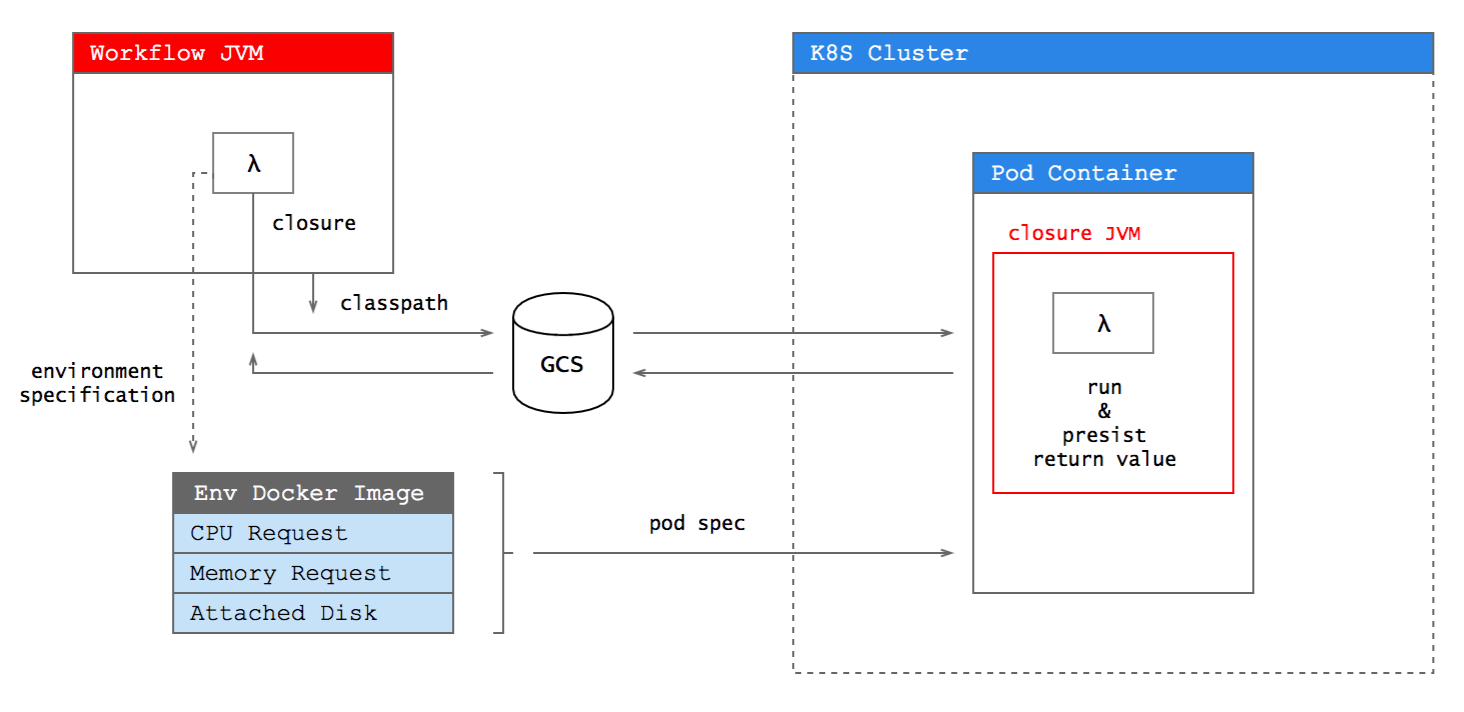 Workflow JVM
K8S Cluster
λ
closure
Pod Container
closure JVM
classpath
GCS
λ
environment
specification
run
&
presist
return value
Env Docker Image
CPU Request
Memory Request
Attached Disk
pod spec